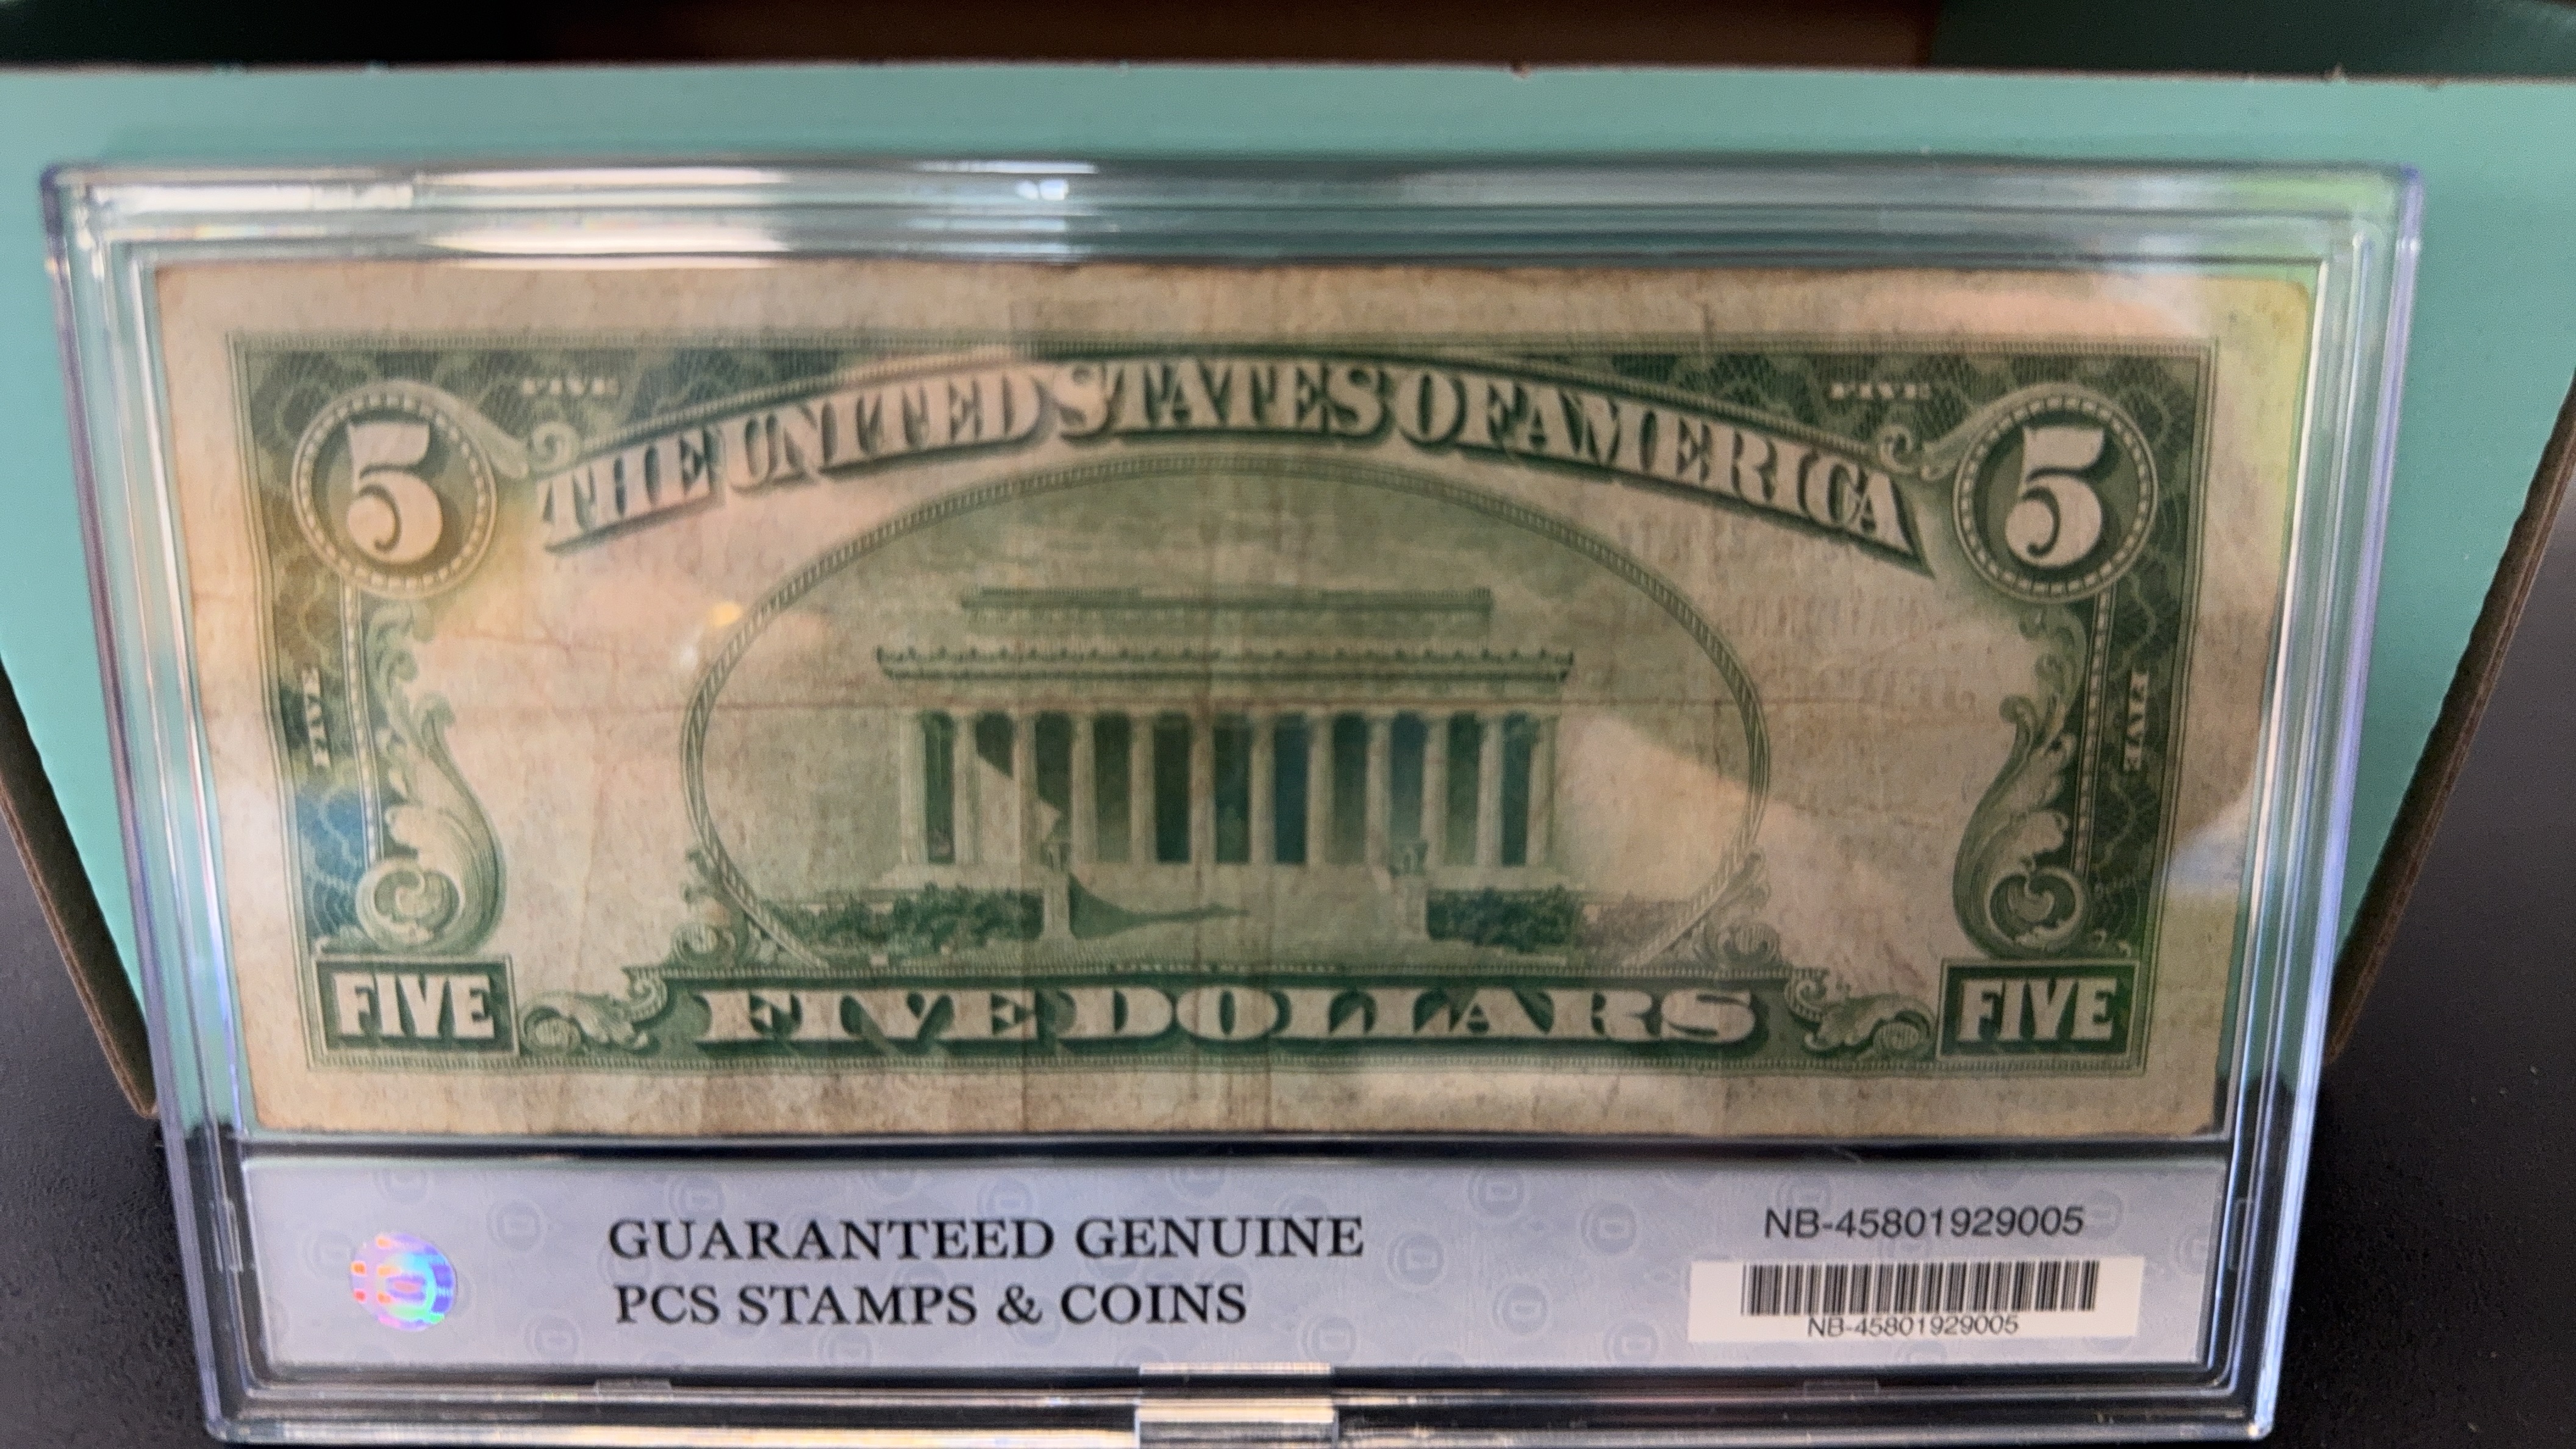 FIVE
FIVE
5
THE UNITED STATES OF AMERICA
5
FIVE
FIVE
FIVE
FIVE DOLLARS
FIVE
GUARANTEED GENUINE
PCS STAMPS & COINS
NB-45801929005
NB-45801929005